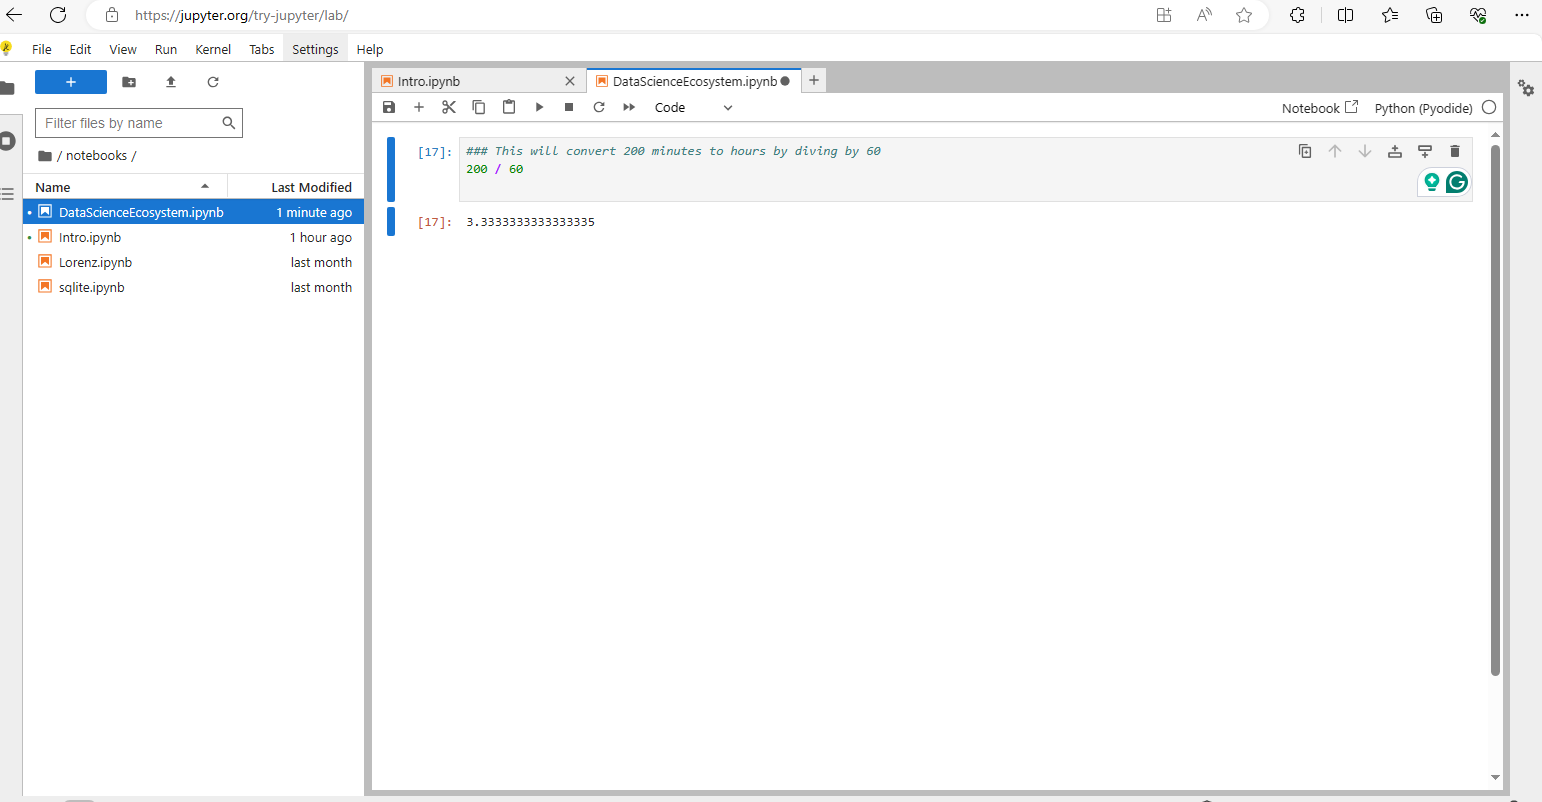 https://jupyter.org/try-jupyter/lab/
File Edit View Run Kernel Tabs Settings Help
Intro.ipynb
DataScienceEcosystem.ipynb
Code
Notebook
Python (Pyodide)
Filter files by name
/ notebooks /
Name Last Modified
DataScienceEcosystem.ipynb 1 minute ago
Intro.ipynb 1 hour ago
Lorenz.ipynb last month
sqlite.ipynb last month
[17]: ### This will convert 200 minutes to hours by diving by 60
200 / 60
[17]: 3.3333333333333335